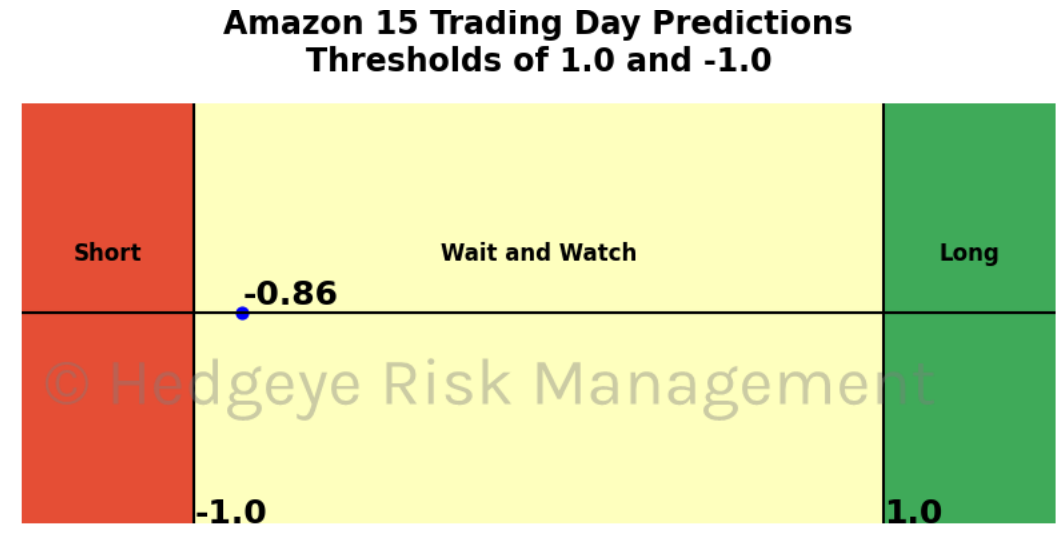 Amazon 15 Trading Day Predictions
Thresholds of 1.0 and -1.0
Short
Wait and Watch
Long
-0.86
© Hedgeye Risk Management
-1.0
1.0